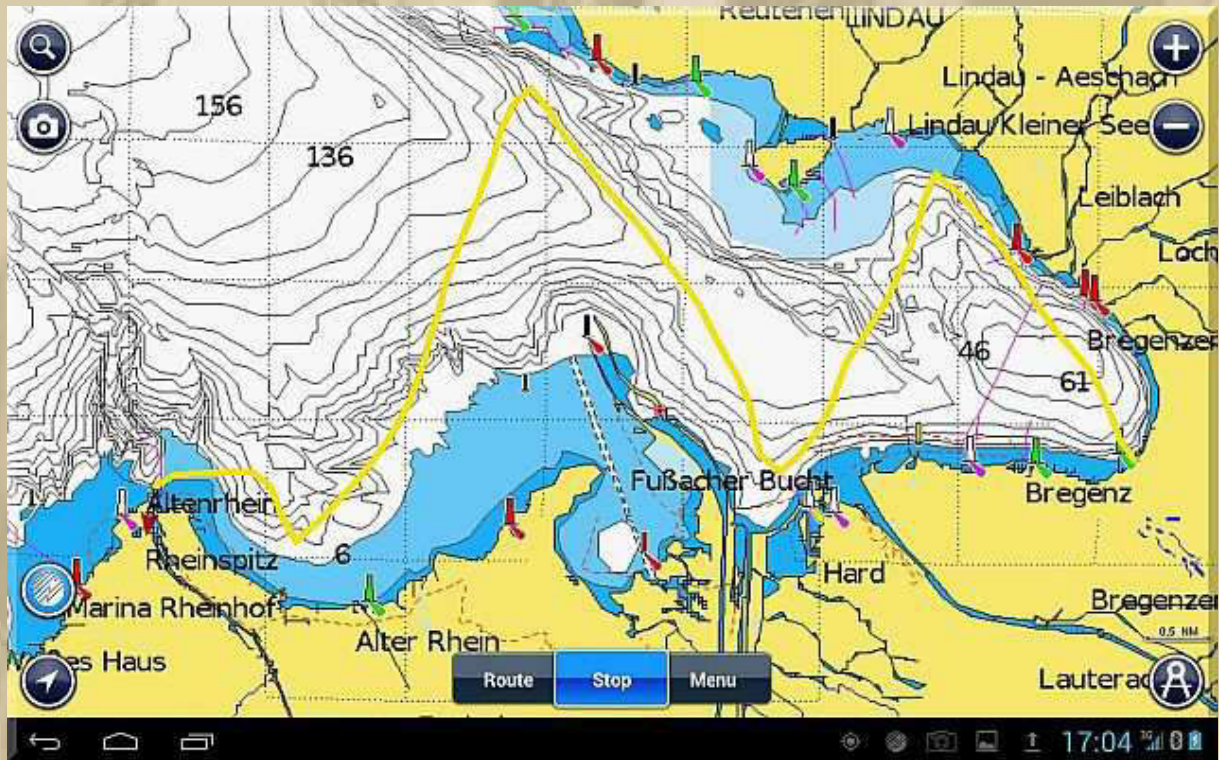 Reutenen
LINDAU
156
Lindau - Aeschach
Lindau/Kleiner See
136
Leiblach
Loch
46
Bregenzer
61
Fußacher Bucht
Bregenz
Altenrhein
6
Rheinspitz
Hard
Marina Rheinhof
Bregenzer
0.5 NM
Alter Rhein
es Haus
Route
Stop
Menu
Lauterac
17:04
3G